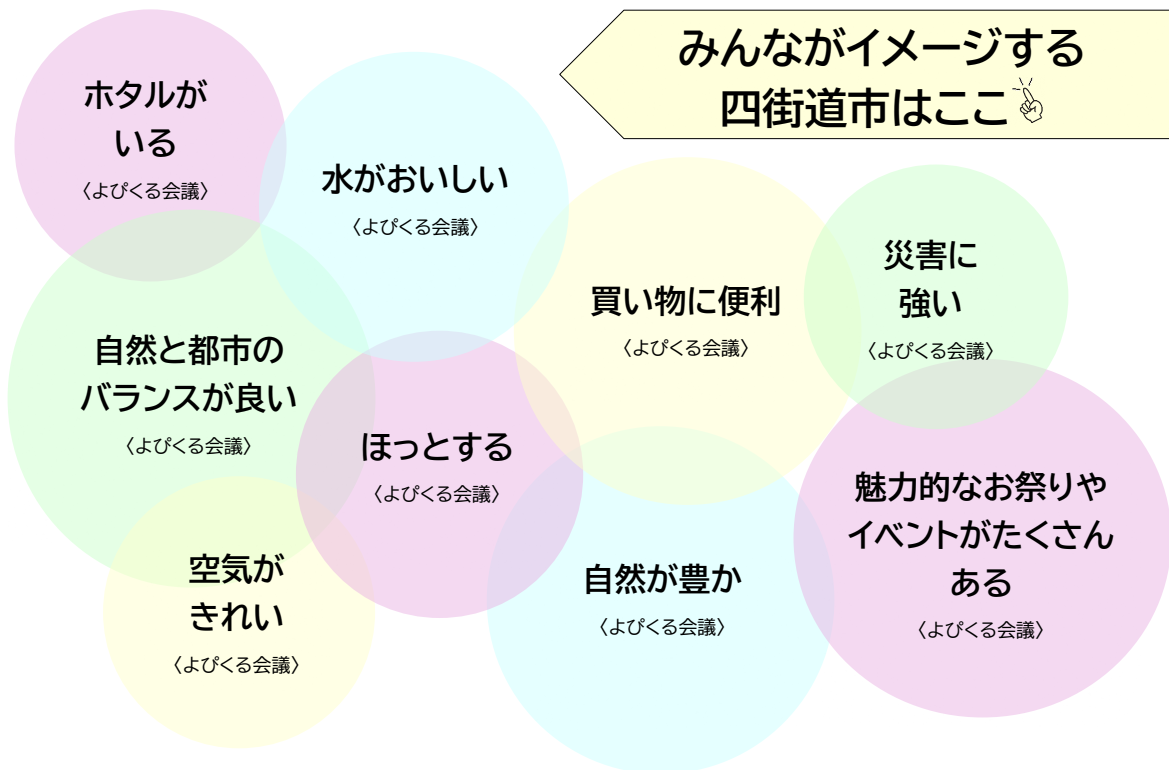 みんながイメージする
四街道市はここ
ホタルが
いる
〈よぴくる会議〉
水がおいしい
〈よぴくる会議〉
買い物に便利
〈よぴくる会議〉
災害に
強い
〈よぴくる会議〉
自然と都市の
バランスが良い
〈よぴくる会議〉
ほっとする
〈よぴくる会議〉
魅力的なお祭りや
イベントがたくさん
ある
〈よぴくる会議〉
空気が
きれい
〈よぴくる会議〉
自然が豊か
〈よぴくる会議〉